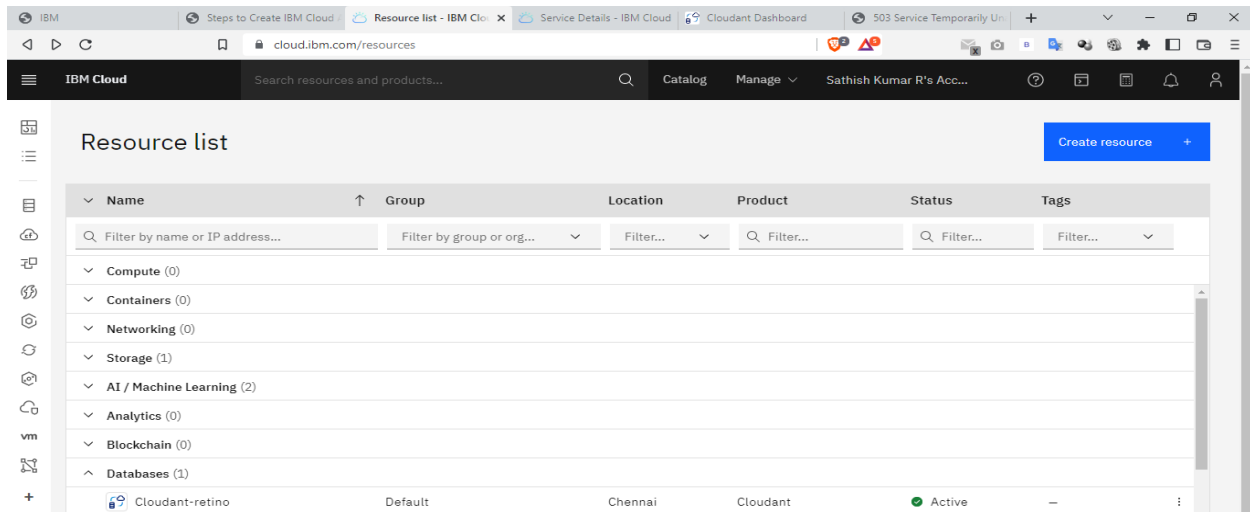 IBM
Steps to Create IBM Cloud
Resource list - IBM Clo
Service Details - IBM Cloud
Cloudant Dashboard
503 Service Temporarily Un
cloud.ibm.com/resources
IBM Cloud
Search resources and products...
Catalog
Manage
Sathish Kumar R's Acc...
Resource list
Create resource +
Name Group Location Product Status Tags
Filter by name or IP address... Filter by group or org... Filter... Filter... Filter... Filter...
Compute (0)
Containers (0)
Networking (0)
Storage (1)
AI / Machine Learning (2)
Analytics (0)
Blockchain (0)
vm
Databases (1)
Cloudant-retino Default Chennai Cloudant Active –